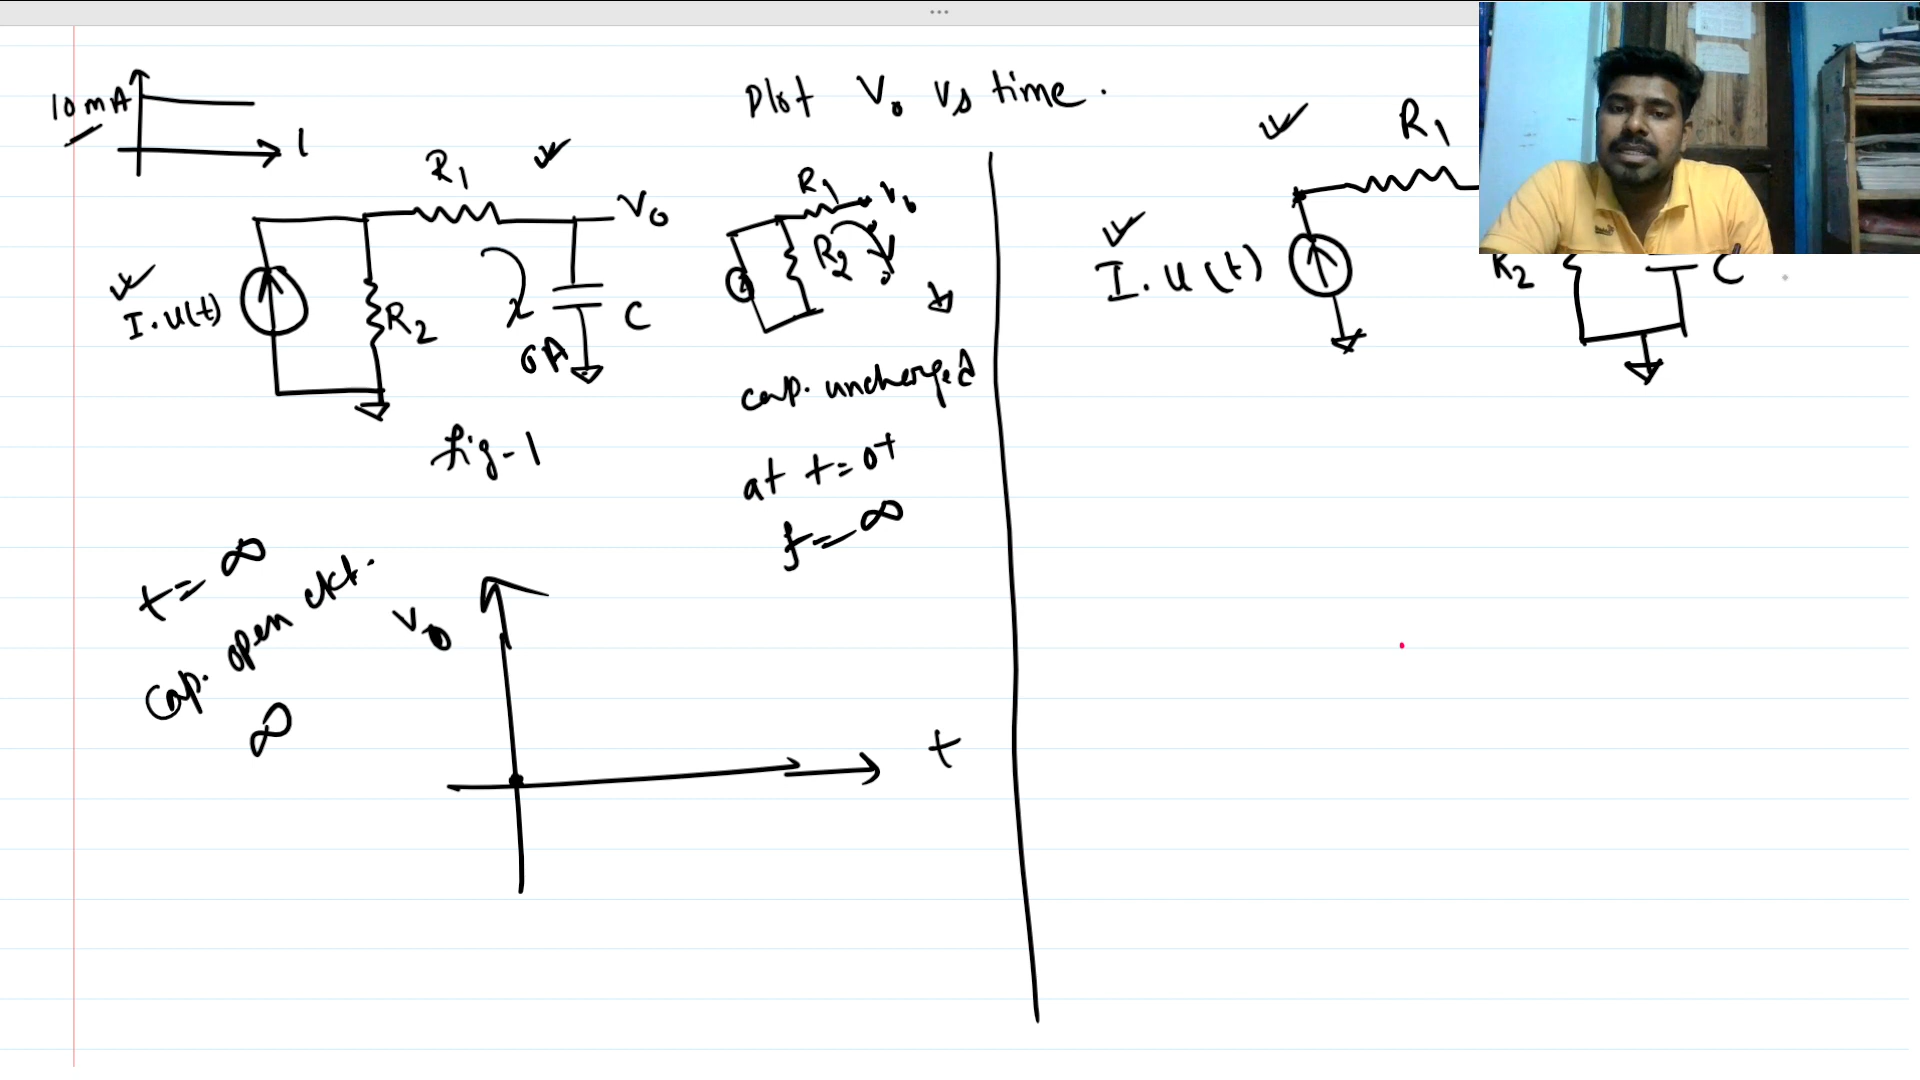 Plot V₀ vs time.
10mA
t
R₁
V₀
I.u(t)
R₂
C
0A
fig-1
R₁
V₀
R₂
cap. uncharged
at t=0⁺
t=∞
t=∞
cap. open ckt.
∞
V₀
t
R₁
I.u(t)
R₂
C